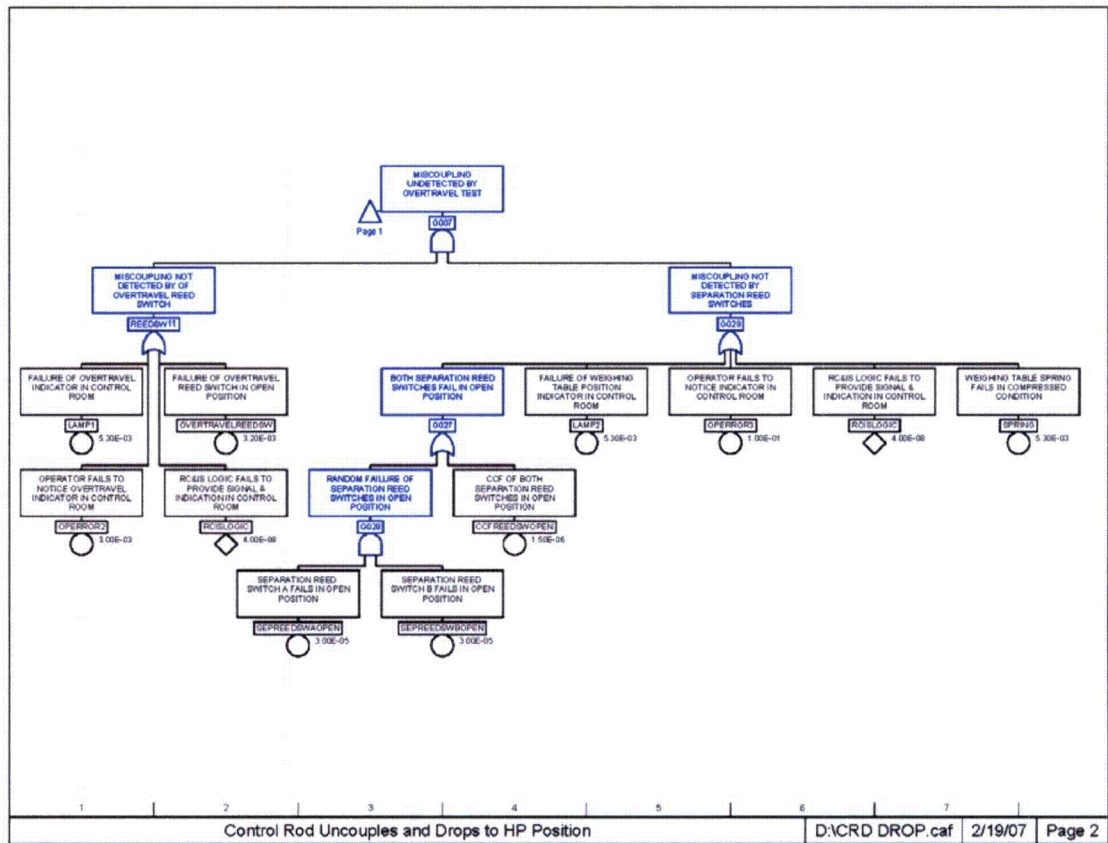 MISCOUPLING
UNDETECTED BY
OVERTRAVEL TEST
Page 1
G007
MISCOUPLING NOT
DETECTED BY OF
OVERTRAVEL REED
SWITCH
REEDSW11
MISCOUPLING NOT
DETECTED BY
SEPARATION REED
SWITCHES
G029
FAILURE OF OVERTRAVEL
INDICATOR IN CONTROL
ROOM
LAMP1
5.30E-03
FAILURE OF OVERTRAVEL
REED SWITCH IN OPEN
POSITION
OVERTRAVELREEDSW
3.20E-03
BOTH SEPARATION REED
SWITCHES FAIL IN OPEN
POSITION
G027
FAILURE OF WEIGHING
TABLE POSITION
INDICATOR IN CONTROL
ROOM
LAMP2
5.30E-03
OPERATOR FAILS TO
NOTICE INDICATOR IN
CONTROL ROOM
OPERROR3
1.00E-01
RC&IS LOGIC FAILS TO
PROVIDE SIGNAL &
INDICATION IN CONTROL
ROOM
RCISLOGIC
4.00E-08
WEIGHING TABLE SPRING
FAILS IN COMPRESSED
CONDITION
SPRING
5.30E-03
OPERATOR FAILS TO
NOTICE OVERTRAVEL
INDICATOR IN CONTROL
ROOM
OPERROR2
3.00E-03
RC&IS LOGIC FAILS TO
PROVIDE SIGNAL &
INDICATION IN CONTROL
ROOM
RCISLOGIC
4.00E-08
RANDOM FAILURE OF
SEPARATION REED
SWITCHES IN OPEN
POSITION
G028
CCF OF BOTH
SEPARATION REED
SWITCHES IN OPEN
POSITION
CCFREEDSWOPEN
1.50E-06
SEPARATION REED
SWITCH A FAILS IN OPEN
POSITION
SEPREEDSWAOPEN
3.00E-05
SEPARATION REED
SWITCH B FAILS IN OPEN
POSITION
SEPREEDSWBOPEN
3.00E-05
1 2 3 4 5 6 7
Control Rod Uncouples and Drops to HP Position D:\CRD DROP.caf 2/19/07 Page 2